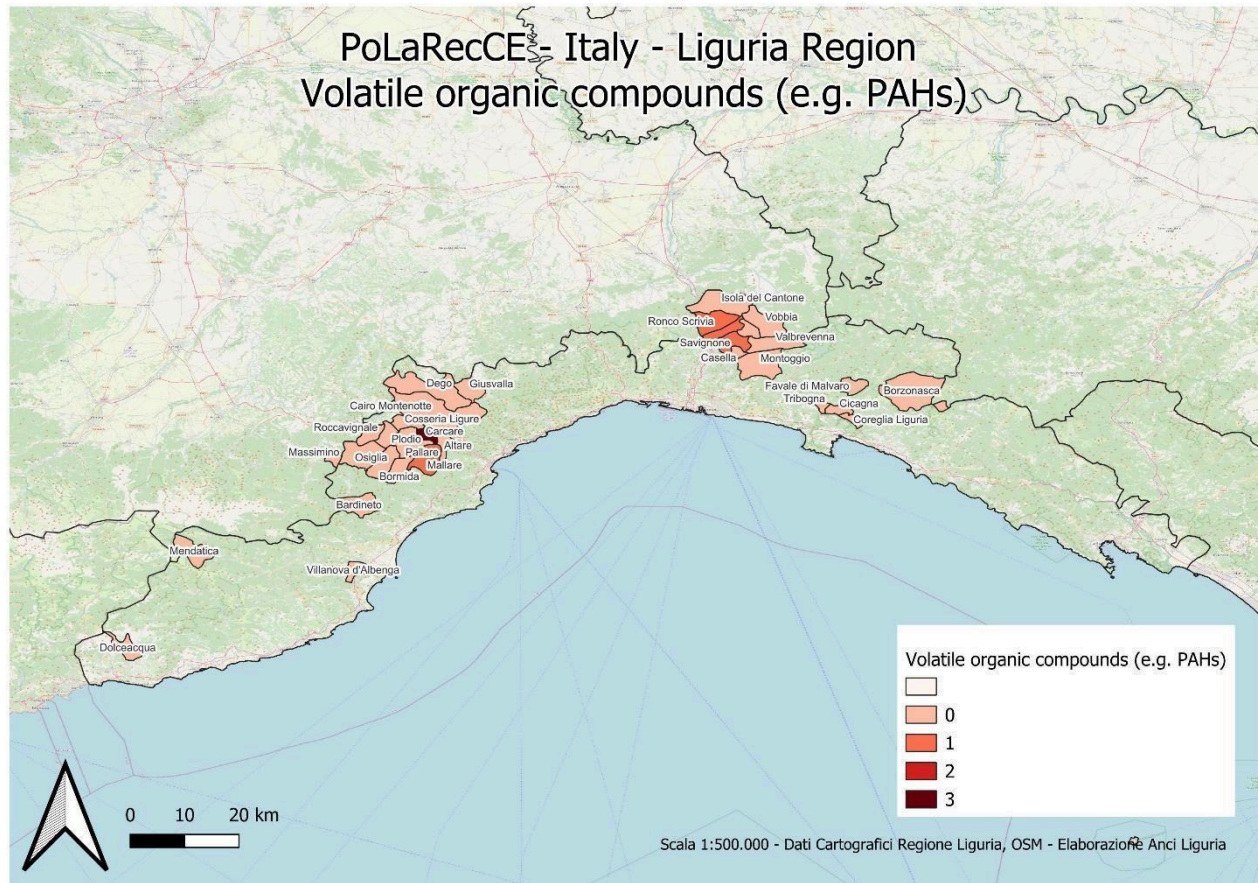 PoLaRecCE - Italy - Liguria Region
Volatile organic compounds (e.g. PAHs)
Isola del Cantone
Ronco Scrivia
Vobbia
Valbrevenna
Savignone
Casella
Montoggio
Favale di Malvaro
Borzonasca
Tribogna
Cicagna
Coreglia Liguria
Dego
Giusvalla
Cairo Montenotte
Cosseria Ligure
Roccavignale
Carcare
Plodio
Altare
Massimino
Osiglia
Pallare
Mallare
Bormida
Bardineto
Mendatica
Villanova d'Albenga
Dolceacqua
Volatile organic compounds (e.g. PAHs)
0
1
2
3
0 10 20 km
Scala 1:500.000 - Dati Cartografici Regione Liguria, OSM - Elaborazione Anci Liguria